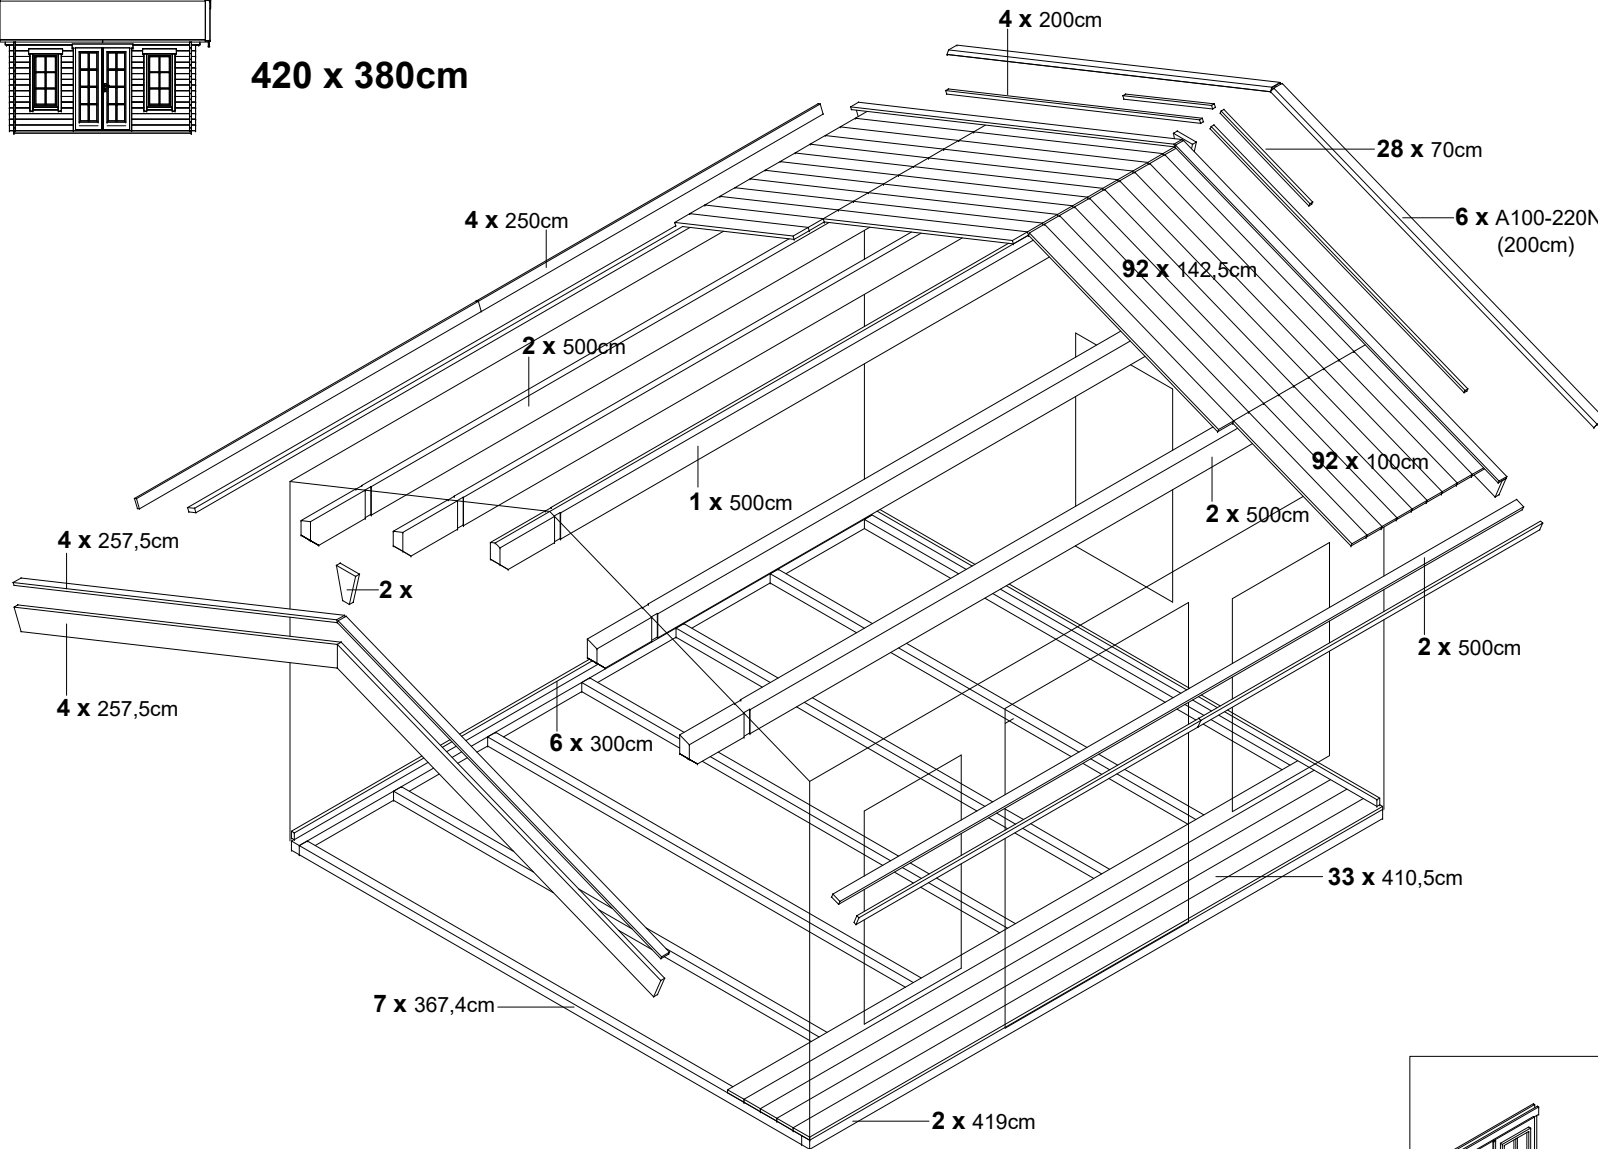 420 x 380cm
4 x 200cm
28 x 70cm
6 x A100-220N
(200cm)
4 x 250cm
92 x 142,5cm
2 x 500cm
92 x 100cm
1 x 500cm
2 x 500cm
4 x 257,5cm
2 x
2 x 500cm
4 x 257,5cm
6 x 300cm
33 x 410,5cm
7 x 367,4cm
2 x 419cm